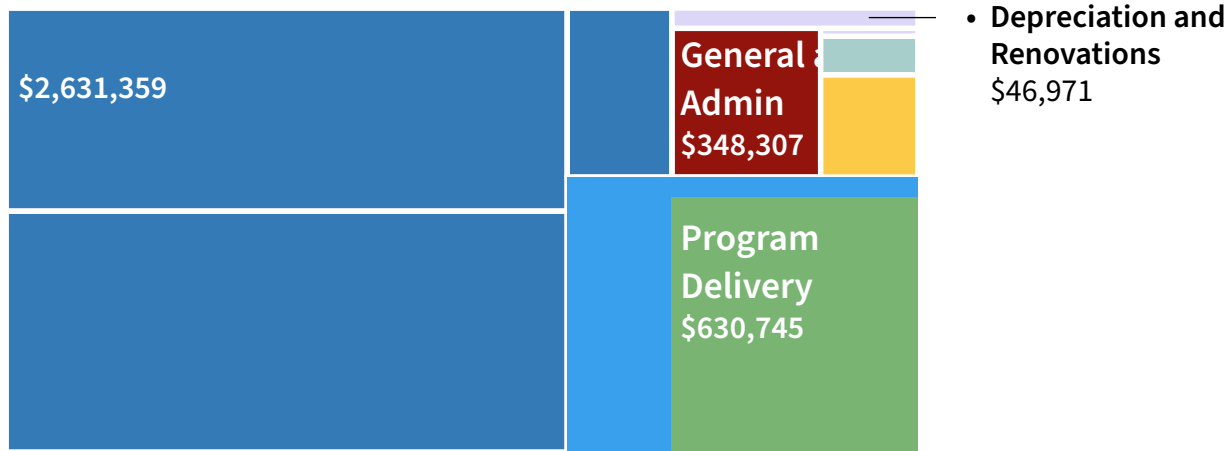 $2,631,359
General
Admin
$348,307
Program
Delivery
$630,745
• Depreciation and
Renovations
$46,971